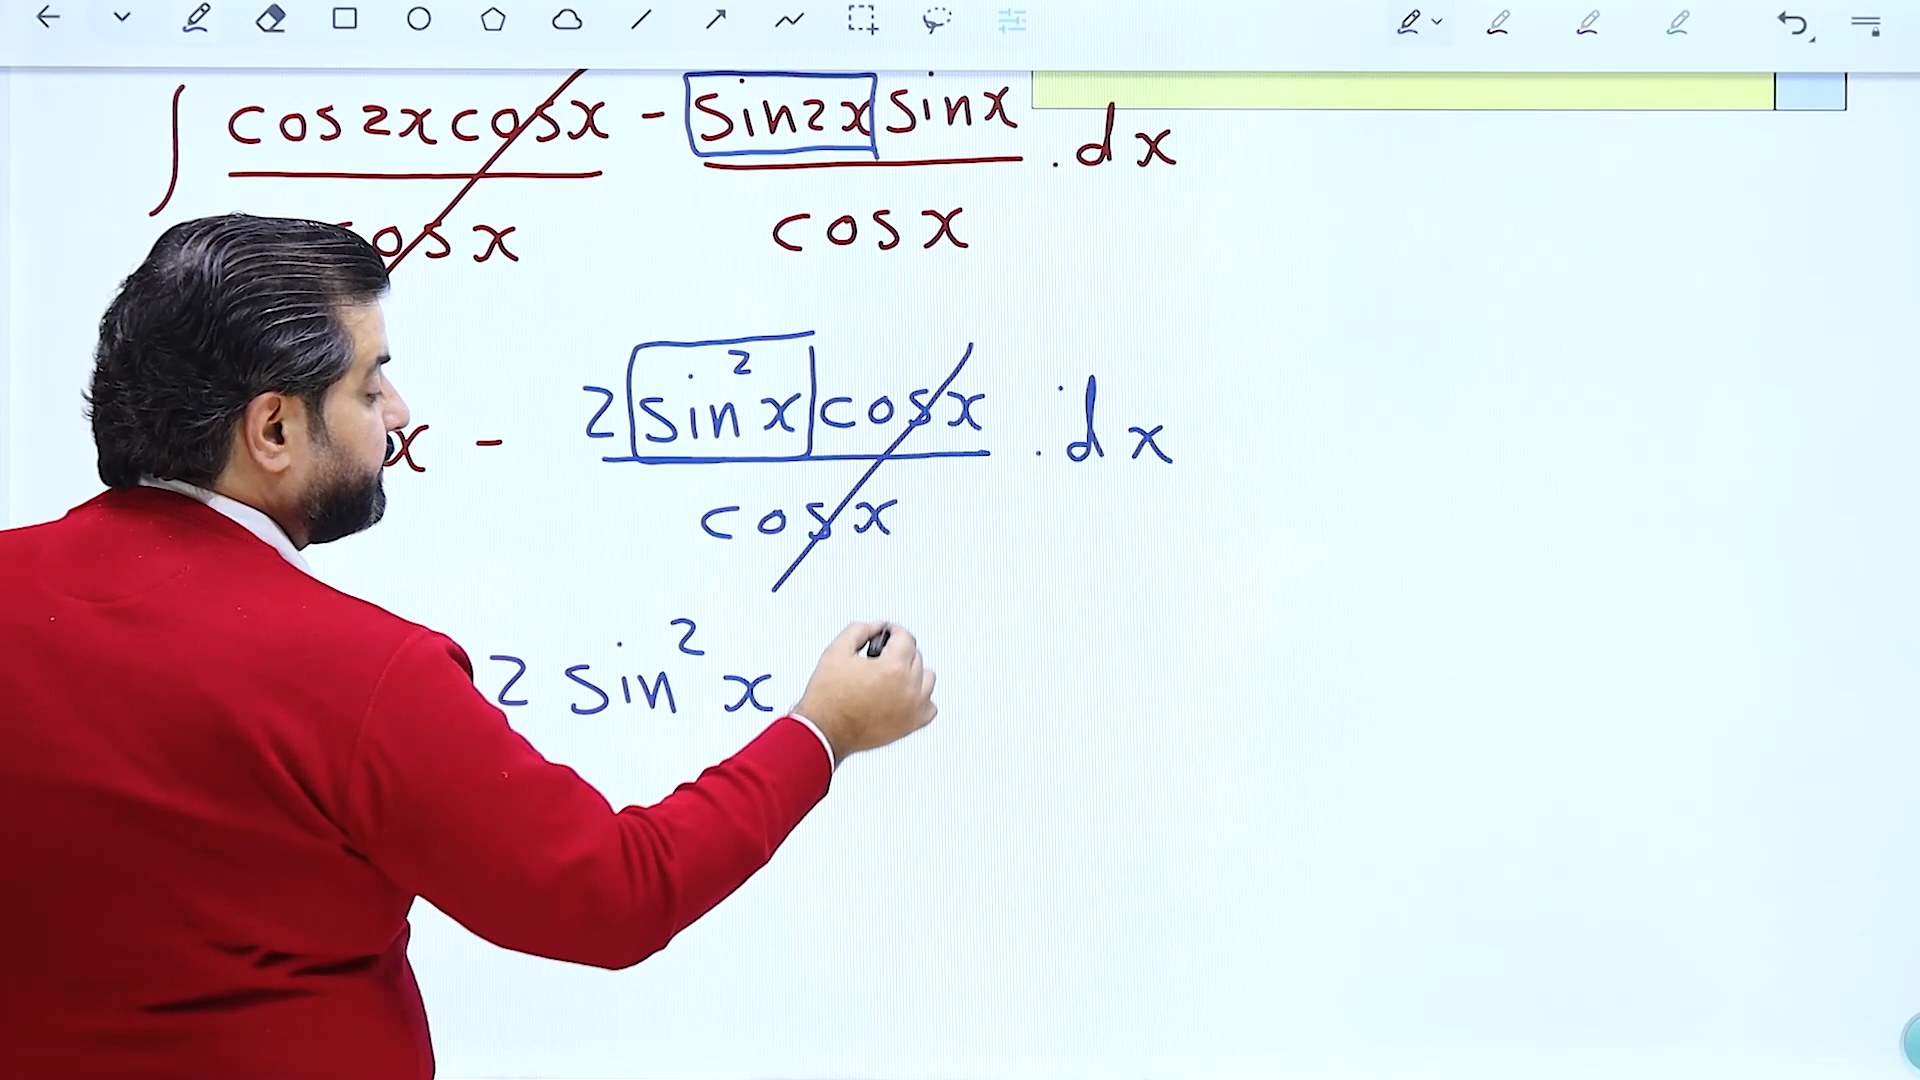 ∫ cos2x cosx - sin2x sinx . dx
cosx cosx
x - 2 sin²x cosx . dx
cosx
2 sin²x